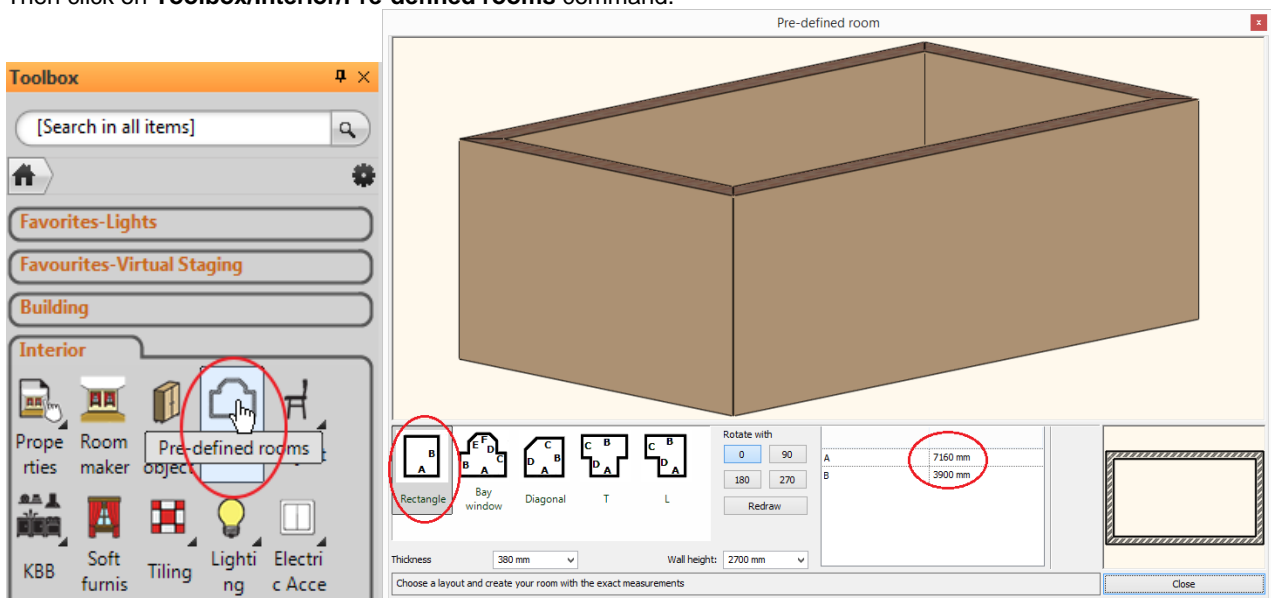 Then click on Toolbox/Interior/Pre-defined rooms command.
Toolbox
[Search in all items]
Favorites-Lights
Favourites-Virtual Staging
Building
Interior
Prope
rties
Room
maker
object
Pre-defined rooms
KBB
Soft
furnis
Tiling
Lighti
ng
Electri
c Acce
Pre-defined room
x
B
A
Rectangle
E F D
B A C
Bay
window
C
D B
A
Diagonal
C B
D A
T
C B
D A
L
Rotate with
0 90
180 270
Redraw
A 7160 mm
B 3900 mm
Thickness 380 mm Wall height: 2700 mm
Choose a layout and create your room with the exact measurements
Close